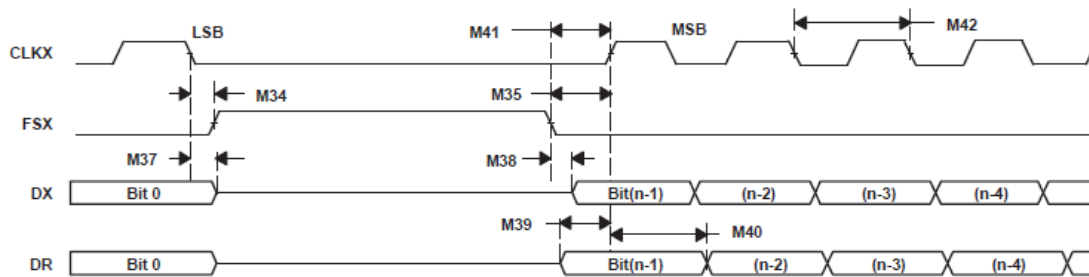 LSB M41 MSB M42
CLKX
M34 M35
FSX
M37 M38
DX Bit 0 Bit(n-1) (n-2) (n-3) (n-4)
M39 M40
DR Bit 0 Bit(n-1) (n-2) (n-3) (n-4)